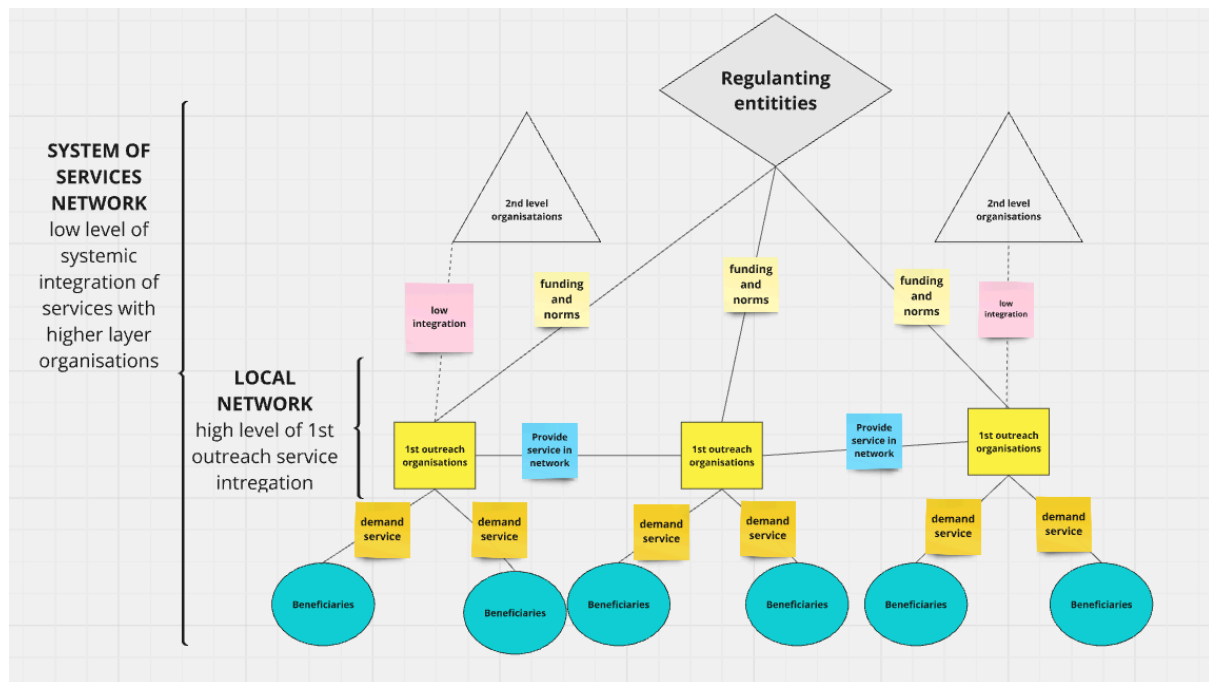 Regulanting
entitities
SYSTEM OF
SERVICES
NETWORK
low level of
systemic
integration of
services with
higher layer
organisations
2nd level
organisataions
2nd level
organisations
low
integration
funding
and
norms
funding
and
norms
funding
and
norms
low
integration
LOCAL
NETWORK
high level of 1st
outreach service
intregation
1st outreach
organisations
Provide
service in
network
1st outreach
organisations
Provide
service in
network
1st outreach
organisations
demand
service
demand
service
demand
service
demand
service
demand
service
demand
service
Beneficiaries
Beneficiaries
Beneficiaries
Beneficiaries
Beneficiaries
Beneficiaries